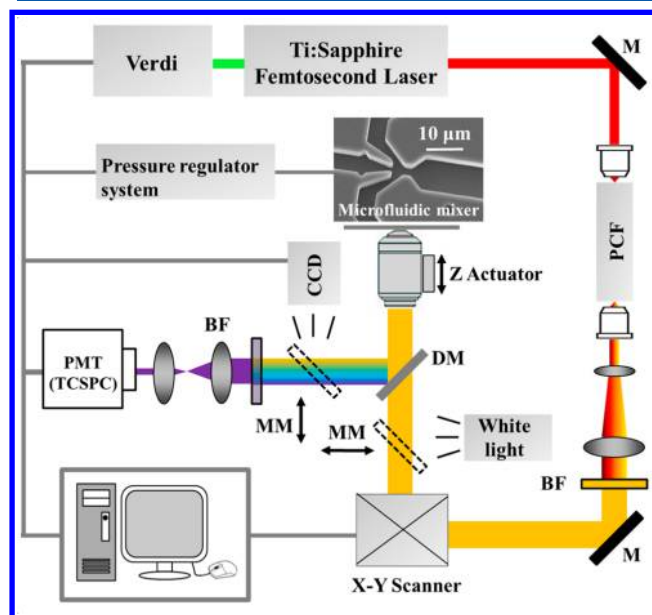 Verdi
Ti:Sapphire
Femtosecond Laser
M
10 μm
Pressure regulator
system
Microfluidic mixer
PCF
CCD
Z Actuator
BF
PMT
(TCSPC)
DM
MM
MM
White
light
BF
X-Y Scanner
M